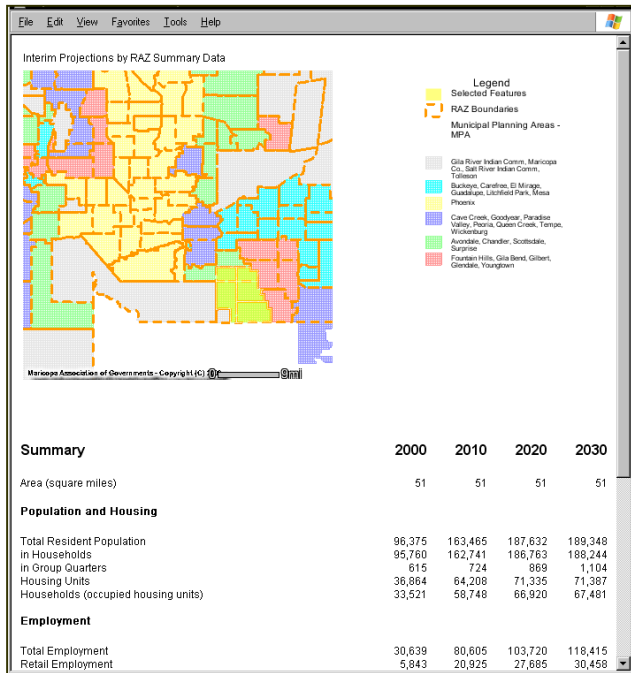 File Edit View Favorites Tools Help
Interim Projections by RAZ Summary Data
Legend
Selected Features
RAZ Boundaries
Municipal Planning Areas -
MPA
Gila River Indian Comm, Maricopa
Co., Salt River Indian Comm,
Tolleson
Buckeye, Carefree, El Mirage,
Guadalupe, Litchfield Park, Mesa
Phoenix
Cave Creek, Goodyear, Paradise
Valley, Peoria, Queen Creek, Tempe,
Wickenburg
Avondale, Chandler, Scottsdale,
Surprise
Fountain Hills, Gila Bend, Gilbert,
Glendale, Youngtown
Maricopa Association of Governments - Copyright (C)
0 9mi
Summary 2000 2010 2020 2030
Area (square miles) 51 51 51 51
Population and Housing
Total Resident Population 96,375 163,465 187,632 189,348
in Households 95,760 162,741 186,763 188,244
in Group Quarters 615 724 869 1,104
Housing Units 36,864 64,208 71,335 71,387
Households (occupied housing units) 33,521 58,748 66,920 67,481
Employment
Total Employment 30,639 80,605 103,720 118,415
Retail Employment 5,843 20,925 27,685 30,458